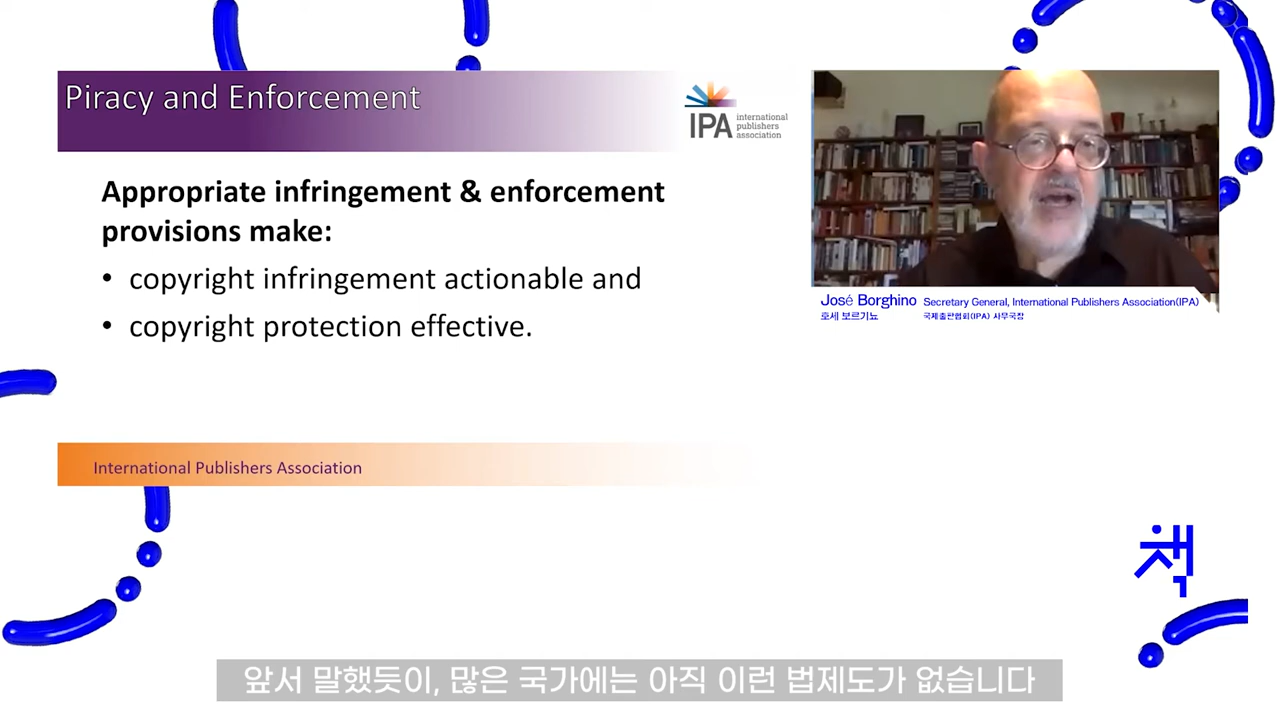 Piracy and Enforcement
IPA international
publishers
association
Appropriate infringement & enforcement
provisions make:
• copyright infringement actionable and
• copyright protection effective.
José Borghino Secretary General, International Publishers Association(IPA)
호세 보르기뇨 국제출판협회(IPA) 사무국장
International Publishers Association
책
앞서 말했듯이, 많은 국가에는 아직 이런 법제도가 없습니다